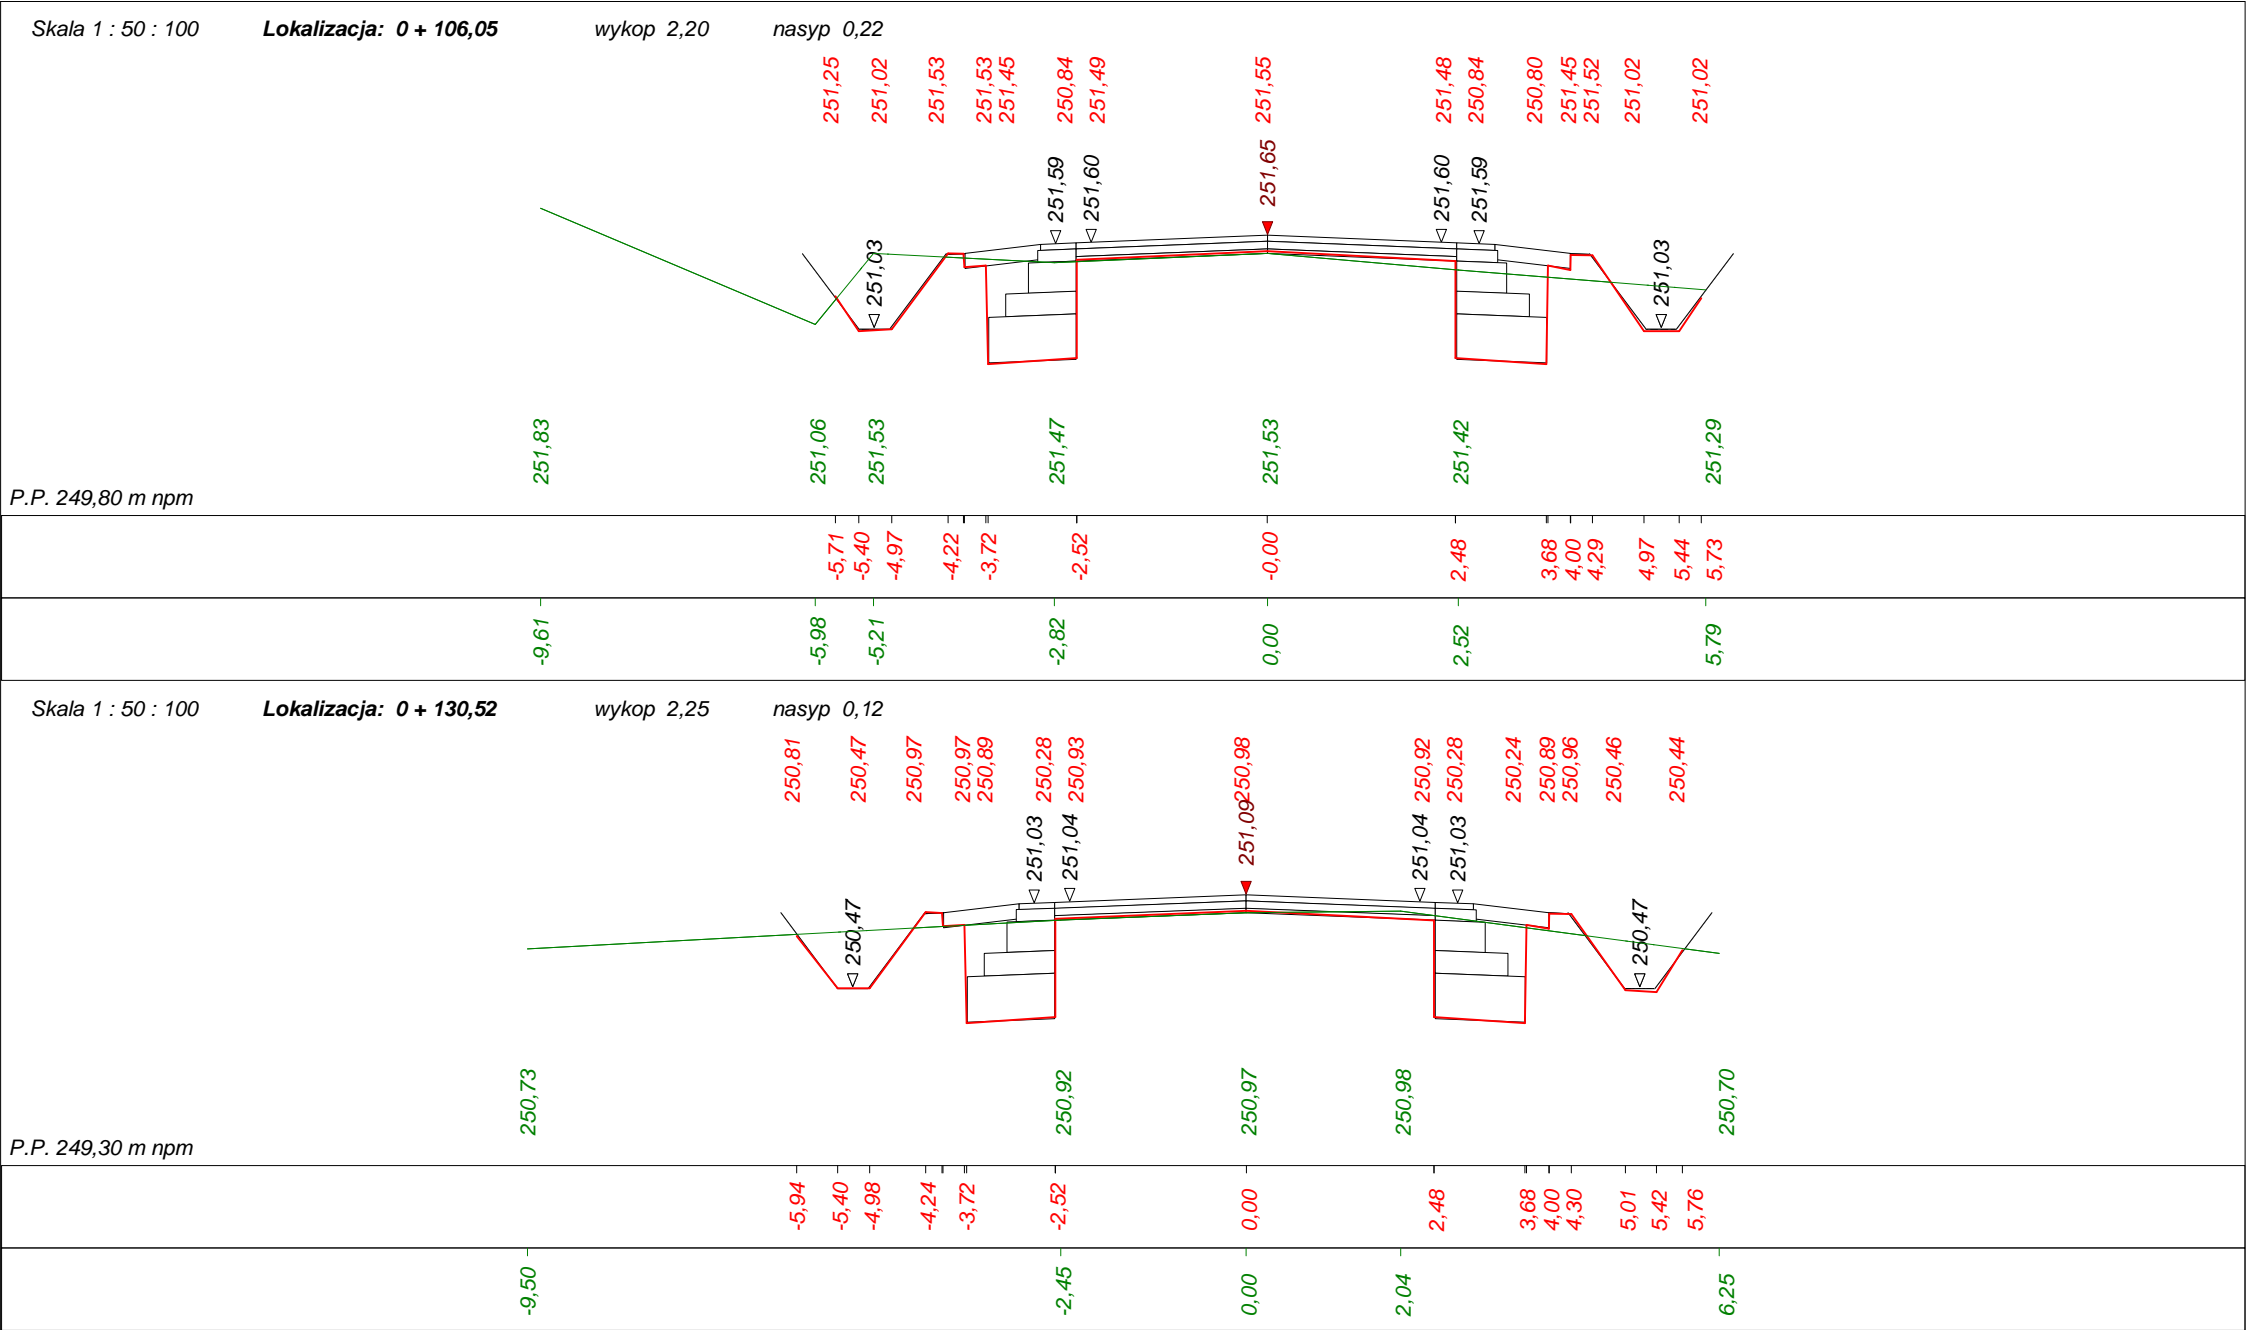 Skala 1 : 50 : 100 Lokalizacja: 0 + 106,05 wykop 2,20 nasyp 0,22
251,25 251,02 251,53 251,53 251,45 250,84 251,49 251,55 251,48 250,84 250,80 251,45 251,52 251,02 251,02
251,59 251,60 251,65 251,60 251,59
251,03 251,03
251,83 251,06 251,53 251,47 251,53 251,42 251,29
P.P. 249,80 m npm
-5,71 -5,40 -4,97 -4,22 -3,72 -2,52 -0,00 2,48 3,68 4,00 4,29 4,97 5,44 5,73
-9,61 -5,98 -5,21 -2,82 0,00 2,52 5,79
Skala 1 : 50 : 100 Lokalizacja: 0 + 130,52 wykop 2,25 nasyp 0,12
250,81 250,47 250,97 250,97 250,89 250,28 250,93 250,98 250,92 250,28 250,24 250,89 250,96 250,46 250,44
251,03 251,04 251,09 251,04 251,03
250,47 250,47
250,73 250,92 250,97 250,98 250,70
P.P. 249,30 m npm
-5,94 -5,40 -4,98 -4,24 -3,72 -2,52 0,00 2,48 3,68 4,00 4,30 5,01 5,42 5,76
-9,50 -2,45 0,00 2,04 6,25